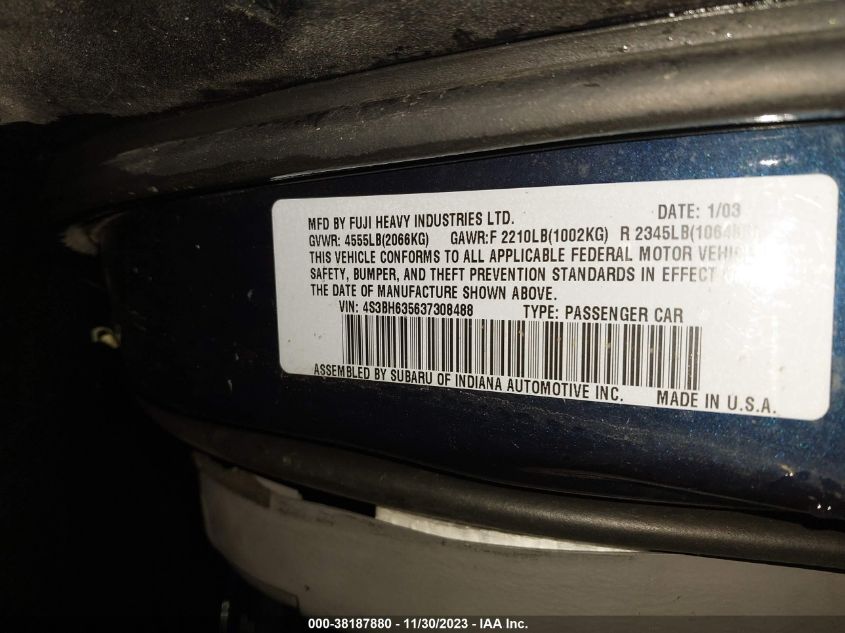 DATE: 1/03
MFD BY FUJI HEAVY INDUSTRIES LTD.
GVWR: 4555LB(2066KG) GAWR:F 2210LB(1002KG) R 2345LB(1064
THIS VEHICLE CONFORMS TO ALL APPLICABLE FEDERAL MOTOR
SAFETY, BUMPER, AND THEFT PREVENTION STANDARDS IN EFFECT
THE DATE OF MANUFACTURE SHOWN ABOVE.
VIN: 4S3BH635637308488 TYPE: PASSENGER CAR
ASSEMBLED BY SUBARU OF INDIANA AUTOMOTIVE INC.
MADE IN U.S.A.
000-38187880 - 11/30/2023 - IAA Inc.